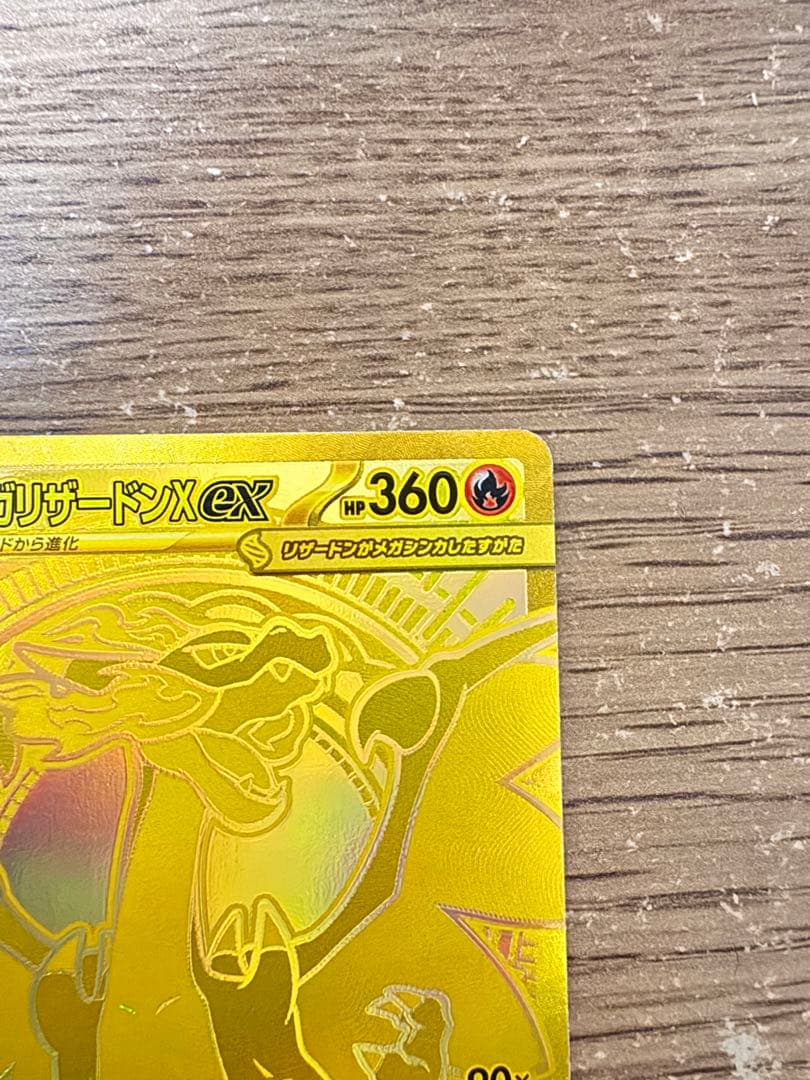 ガリザードンXex HP360
ドから進化
リザードンがメガシンカしたすがた
90×